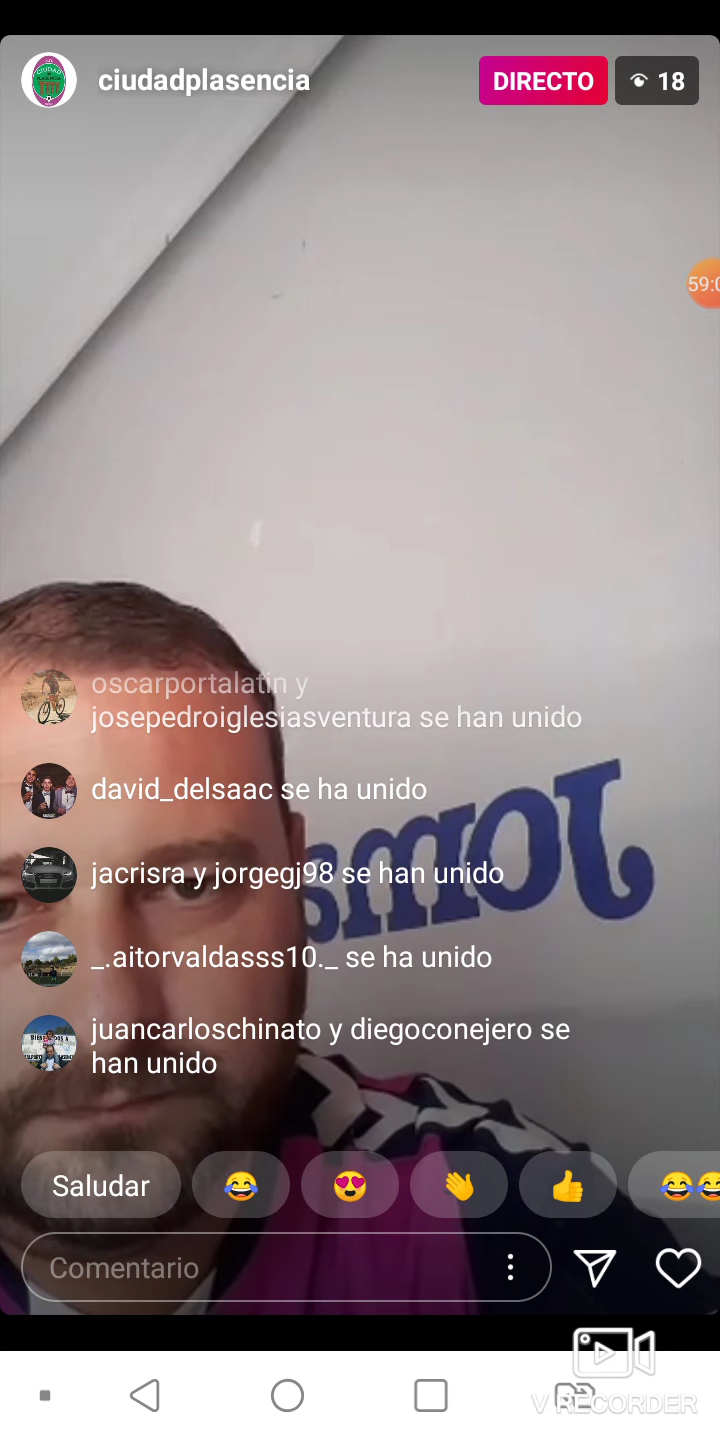 ciudadplasencia
DIRECTO
18
59:0
oscarportalatin y
josepedroiglesiasventura se han unido
david_delsaac se ha unido
jacrisra y jorgegj98 se han unido
_.aitorvaldasss10._ se ha unido
juancarloschinato y diegoconejero se
han unido
Saludar
Comentario
V RECORDER